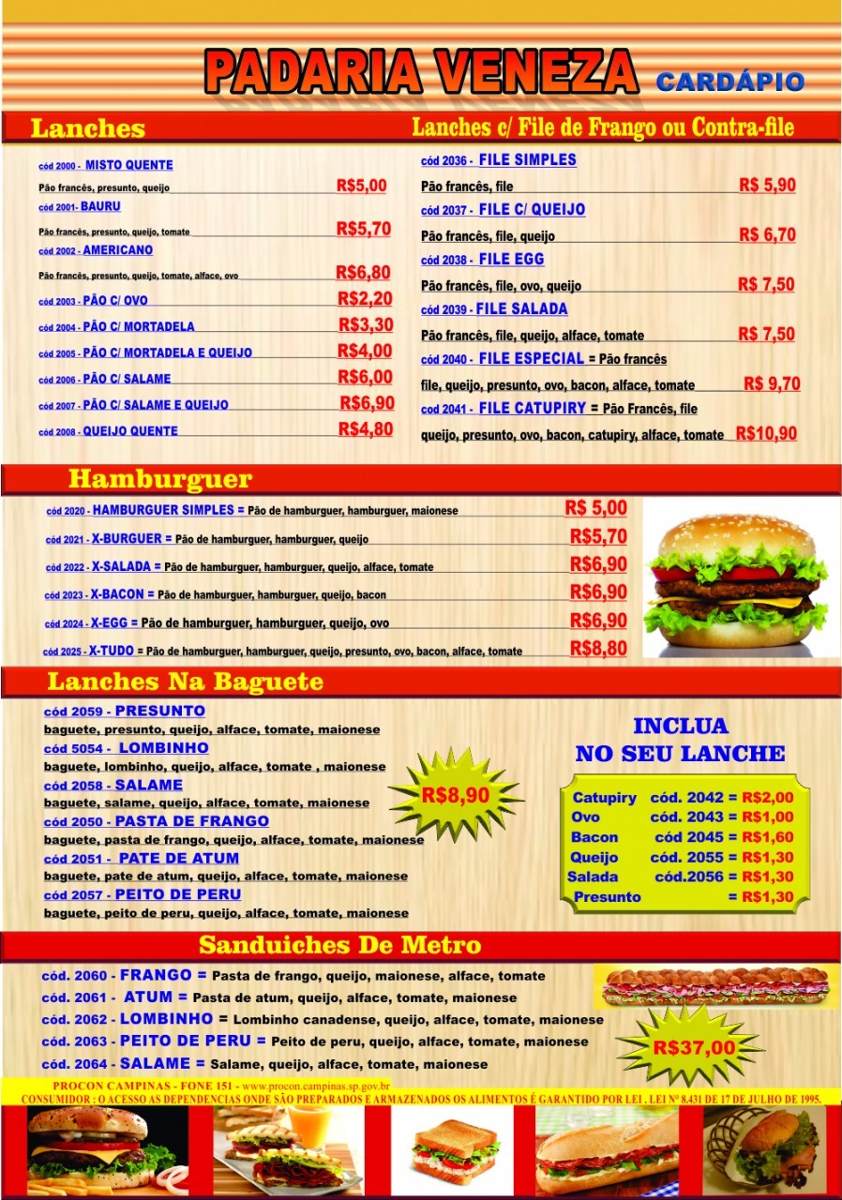 PADARIA VENEZA CARDÁPIO
Lanches
cód 2000 - MISTO QUENTE
Pão francês, presunto, queijo R$5,00
cód 2001- BAURU
Pão francês, presunto, queijo, tomate R$5,70
cód 2002 - AMERICANO
Pão francês, presunto, queijo, tomate, alface, ovo R$6,80
cód 2003 - PÃO C/ OVO R$2,20
cód 2004 - PÃO C/ MORTADELA R$3,30
cód 2005 - PÃO C/ MORTADELA E QUEIJO R$4,00
cód 2006 - PÃO C/ SALAME R$6,00
cód 2007 - PÃO C/ SALAME E QUEIJO R$6,90
cód 2008 - QUEIJO QUENTE R$4,80
Lanches c/ File de Frango ou Contra-file
cód 2036 - FILE SIMPLES
Pão francês, file R$ 5,90
cód 2037 - FILE C/ QUEIJO
Pão francês, file, queijo R$ 6,70
cód 2038 - FILE EGG
Pão francês, file, ovo, queijo R$ 7,50
cód 2039 - FILE SALADA
Pão francês, file, queijo, alface, tomate R$ 7,50
cód 2040 - FILE ESPECIAL = Pão francês
file, queijo, presunto, ovo, bacon, alface, tomate R$ 9,70
cod 2041 - FILE CATUPIRY = Pão Francês, file
queijo, presunto, ovo, bacon, catupiry, alface, tomate R$10,90
Hamburguer
cód 2020 - HAMBURGUER SIMPLES = Pão de hamburguer, hamburguer, maionese R$ 5,00
cód 2021 - X-BURGUER = Pão de hamburguer, hamburguer, queijo R$5,70
cód 2022 - X-SALADA = Pão de hamburguer, hamburguer, queijo, alface, tomate R$6,90
cód 2023 - X-BACON = Pão de hamburguer, hamburguer, queijo, bacon R$6,90
cód 2024 - X-EGG = Pão de hamburguer, hamburguer, queijo, ovo R$6,90
cód 2025 - X-TUDO = Pão de hamburguer, hamburguer, queijo, presunto, ovo, bacon, alface, tomate R$8,80
Lanches Na Baguete
cód 2059 - PRESUNTO
baguete, presunto, queijo, alface, tomate, maionese
cód 5054 - LOMBINHO
baguete, lombinho, queijo, alface, tomate , maionese
cód 2058 - SALAME
baguete, salame, queijo, alface, tomate, maionese
cód 2050 - PASTA DE FRANGO
baguete, pasta de frango, queijo, alface, tomate, maionese
cód 2051 - PATE DE ATUM
baguete, pate de atum, queijo, alface, tomate, maionese
cód 2057 - PEITO DE PERU
baguete, peito de peru, queijo, alface, tomate, maionese
R$8,90
INCLUA
NO SEU LANCHE
Catupiry cód. 2042 = R$2,00
Ovo cód. 2043 = R$1,00
Bacon cód 2045 = R$1,60
Queijo cód. 2055 = R$1,30
Salada cód.2056 = R$1,30
Presunto = R$1,30
Sanduiches De Metro
cód. 2060 - FRANGO = Pasta de frango, queijo, maionese, alface, tomate
cód. 2061 - ATUM = Pasta de atum, queijo, alface, tomate, maionese
cód. 2062 - LOMBINHO = Lombinho canadense, queijo, alface, tomate, maionese
cód. 2063 - PEITO DE PERU = Peito de peru, queijo, alface, tomate, maionese
cód. 2064 - SALAME = Salame, queijo, alface, tomate, maionese
R$37,00
PROCON CAMPINAS - FONE 151 - www.procon.campinas.sp.gov.br
CONSUMIDOR ; O ACESSO AS DEPENDENCIAS ONDE SÃO PREPARADOS E ARMAZENADOS OS ALIMENTOS É GARANTIDO POR LEI . LEI Nº 8.431 DE 17 DE JULHO DE 1995.